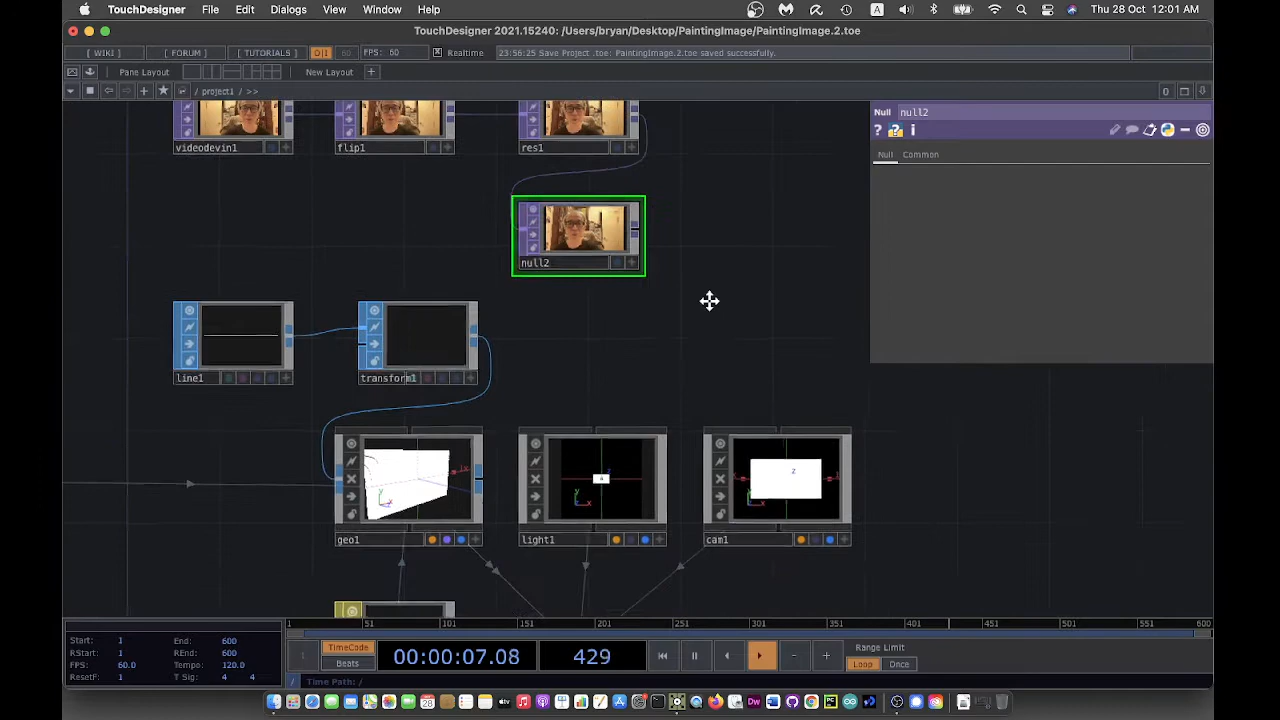 TouchDesigner File Edit Dialogs View Window Help A Thu 28 Oct 12:01 AM
TouchDesigner 2021.15240: /Users/bryan/Desktop/PaintingImage/PaintingImage.2.toe
[ WIKI ] [ FORUM ] [ TUTORIALS ] O|I 60 FPS: 60 Realtime 23:56:25 Save Project .toe: PaintingImage.2.toe saved successfully.
Pane Layout New Layout +
/ project1 / >> 0
Null null2
? ? i
Null Common
videodevin1 flip1 res1
null2
line1 transform1
geo1 light1 cam1
1 51 101 151 201 251 301 351 401 451 501 551 600
Start: 1 End: 600
RStart: 1 REnd: 600
FPS: 60.0 Tempo: 120.0
ResetF: 1 T Sig: 4 4
TimeCode
Beats
00:00:07.08 429
Range Limit
Loop Once
/ Time Path: /